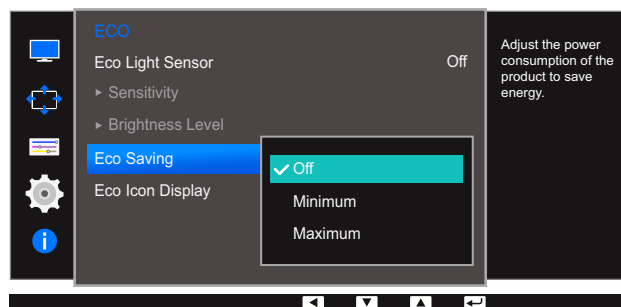 ECO
Eco Light Sensor Off
▸ Sensitivity
▸ Brightness Level
Eco Saving
Eco Icon Display
Off
Minimum
Maximum
Adjust the power
consumption of the
product to save
energy.